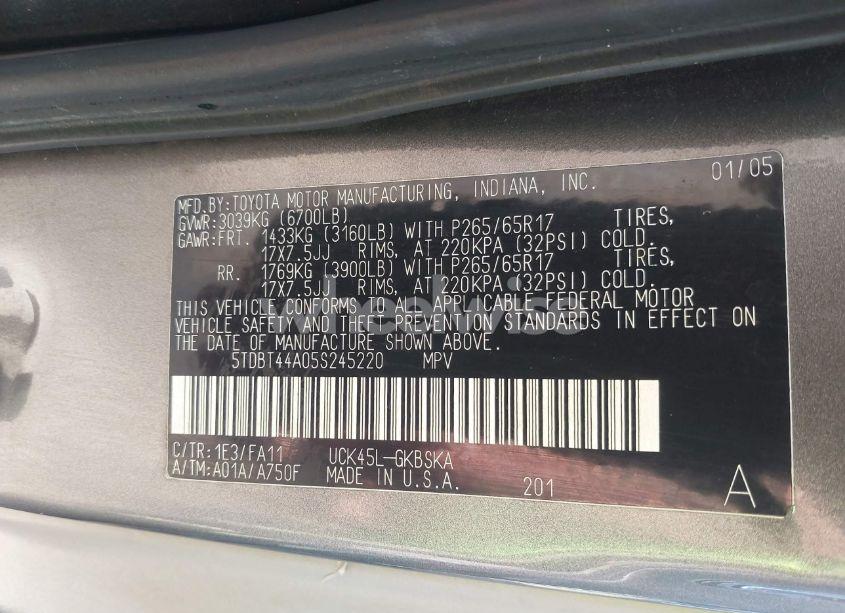 MFD.BY:TOYOTA MOTOR MANUFACTURING, INDIANA, INC. 01/05
GVWR:3039KG (6700LB)
GAWR:FRT. 1433KG (3160LB) WITH P265/65R17 TIRES,
17X7.5JJ RIMS, AT 220KPA (32PSI) COLD.
RR. 1769KG (3900LB) WITH P265/65R17 TIRES,
17X7.5JJ RIMS, AT 220KPA (32PSI) COLD.
THIS VEHICLE CONFORMS TO ALL APPLICABLE FEDERAL MOTOR
VEHICLE SAFETY AND THEFT PREVENTION STANDARDS IN EFFECT ON
THE DATE OF MANUFACTURE SHOWN ABOVE.
5TDBT44A05S245220 MPV
wheelwise
C/TR:1E3/FA11 UCK45L-GKBSKA
A/TM:A01A/A750F MADE IN U.S.A. 201 A